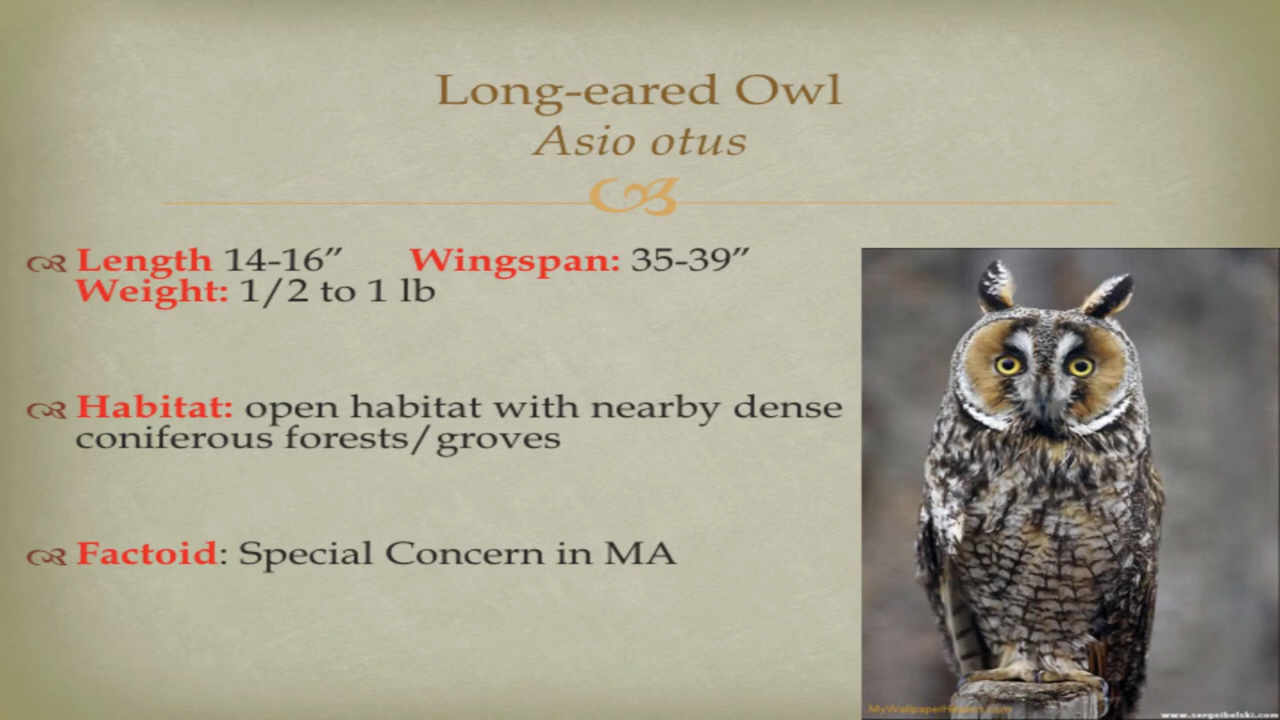 Long-eared Owl
Asio otus
Length 14-16” Wingspan: 35-39”
Weight: 1/2 to 1 lb
Habitat: open habitat with nearby dense
coniferous forests/groves
Factoid: Special Concern in MA
www.sergeibelski.com